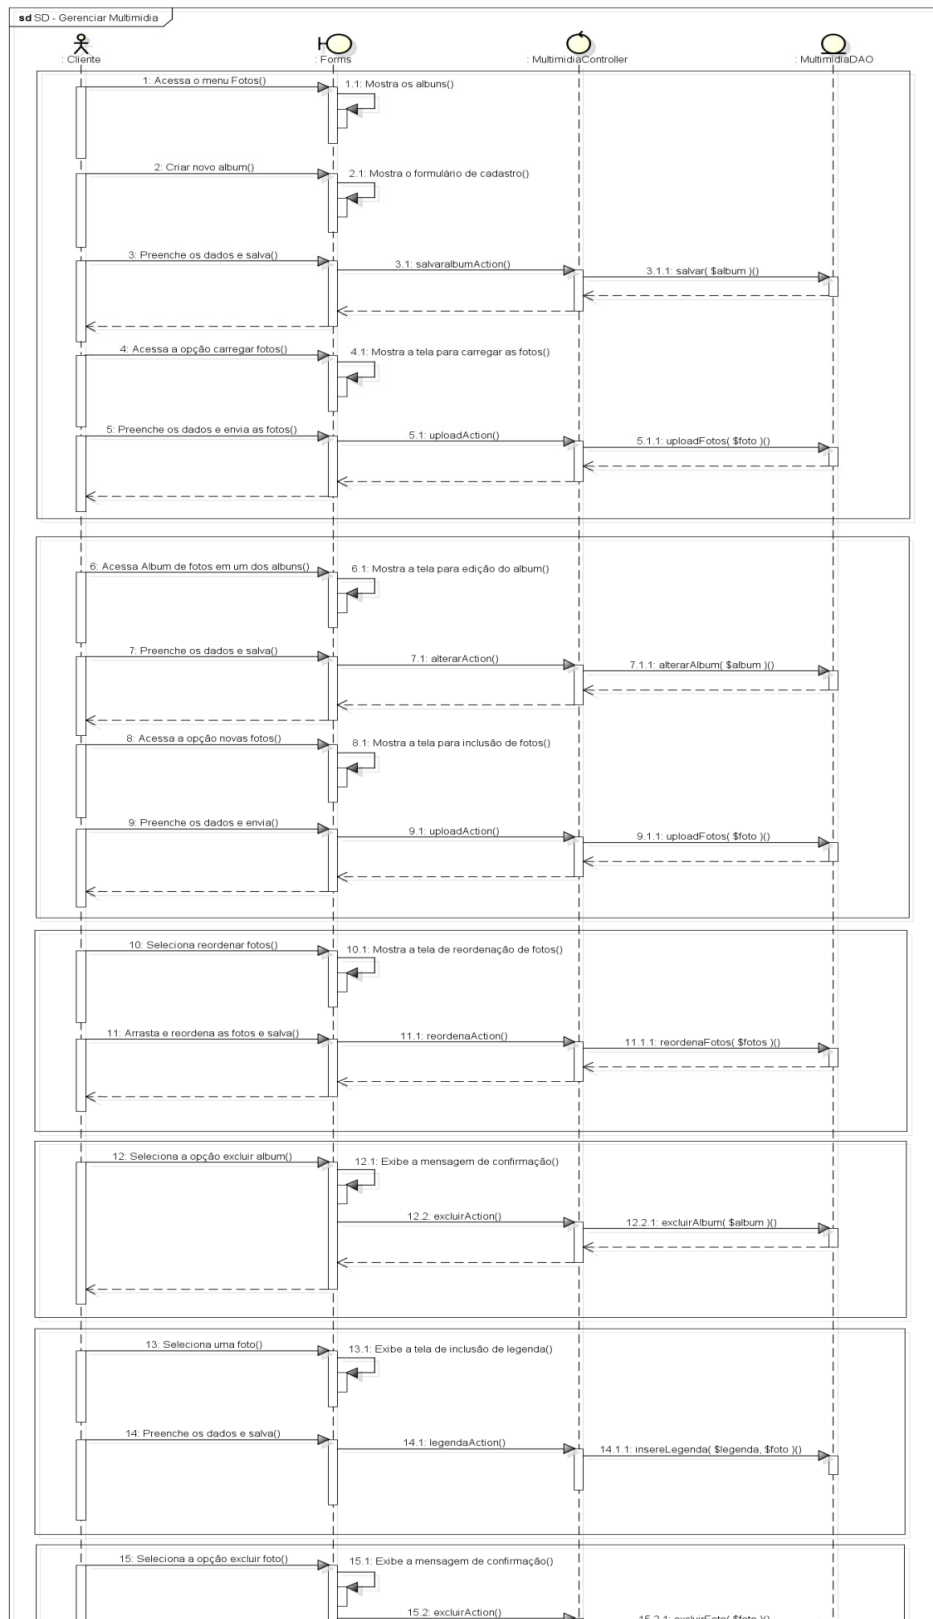 sd SD - Gerenciar Multimidia
: Cliente
: Forms
: MultimidiaController
: MultimidiaDAO
1: Acessa o menu Fotos()
1.1: Mostra os albuns()
2: Criar novo album()
2.1: Mostra o formulário de cadastro()
3: Preenche os dados e salva()
3.1: salvaralbumAction()
3.1.1: salvar( $album )()
4: Acessa a opção carregar fotos()
4.1: Mostra a tela para carregar as fotos()
5: Preenche os dados e envia as fotos()
5.1: uploadAction()
5.1.1: uploadFotos( $foto )()
6: Acessa Album de fotos em um dos albuns()
6.1: Mostra a tela para edição do album()
7: Preenche os dados e salva()
7.1: alterarAction()
7.1.1: alterarAlbum( $album )()
8: Acessa a opção novas fotos()
8.1: Mostra a tela para inclusão de fotos()
9: Preenche os dados e envia()
9.1: uploadAction()
9.1.1: uploadFotos( $foto )()
10: Seleciona reordenar fotos()
10.1: Mostra a tela de reordenação de fotos()
11: Arrasta e reordena as fotos e salva()
11.1: reordenaAction()
11.1.1: reordenaFotos( $fotos )()
12: Seleciona a opção excluir album()
12.1: Exibe a mensagem de confirmação()
12.2: excluirAction()
12.2.1: excluirAlbum( $album )()
13: Seleciona uma foto()
13.1: Exibe a tela de inclusão de legenda()
14: Preenche os dados e salva()
14.1: legendaAction()
14.1.1: insereLegenda( $legenda, $foto )()
15: Seleciona a opção excluir foto()
15.1: Exibe a mensagem de confirmação()
15.2: excluirAction()
15.2.1: excluirFoto( $foto )()